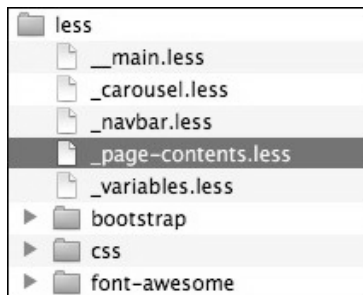 less
__main.less
_carousel.less
_navbar.less
_page-contents.less
_variables.less
bootstrap
css
font-awesome